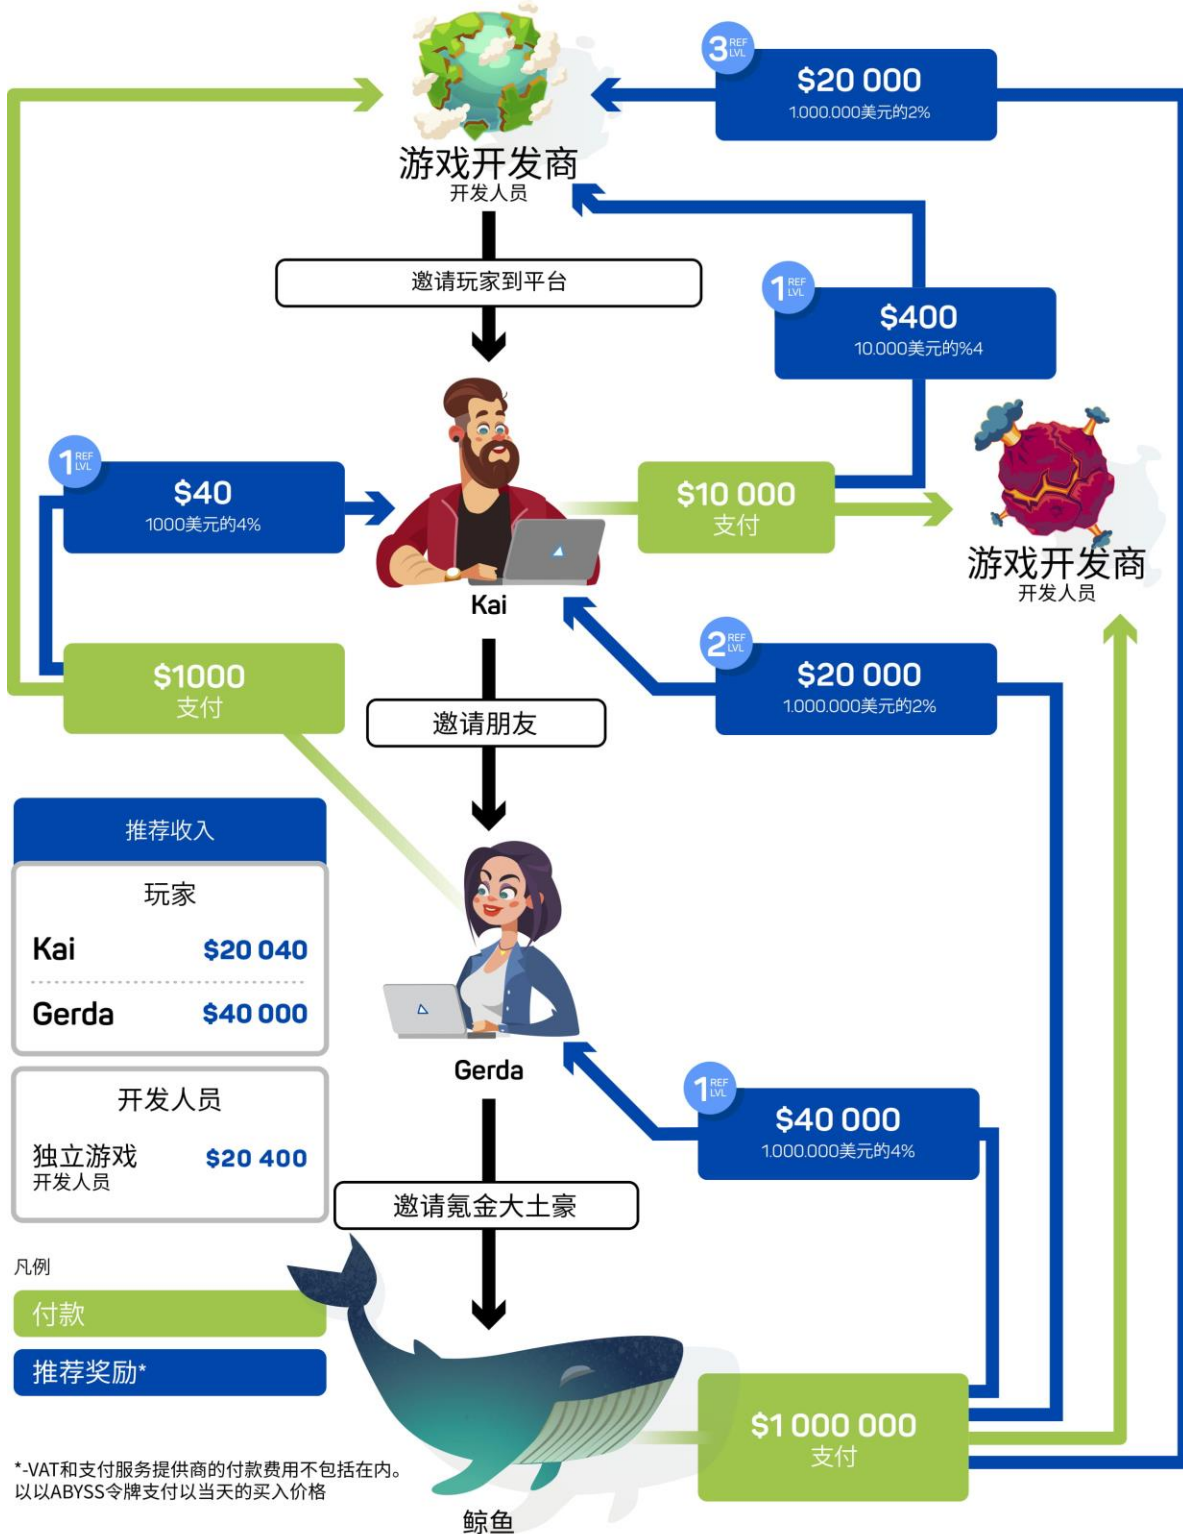 3 REF LVL
$20 000
1.000.000美元的2%
游戏开发商
开发人员
邀请玩家到平台
1 REF LVL
$400
10.000美元的%4
1 REF LVL
$40
1000美元的4%
$10 000
支付
游戏开发商
开发人员
Kai
2 REF LVL
$20 000
1.000.000美元的2%
$1000
支付
邀请朋友
推荐收入
玩家
Kai $20 040
Gerda $40 000
开发人员
独立游戏 $20 400
开发人员
Gerda
1 REF LVL
$40 000
1.000.000美元的4%
邀请氪金大土豪
凡例
付款
推荐奖励*
$1 000 000
支付
*-VAT和支付服务提供商的付款费用不包括在内。
以以ABYSS令牌支付以当天的买入价格
鲸鱼